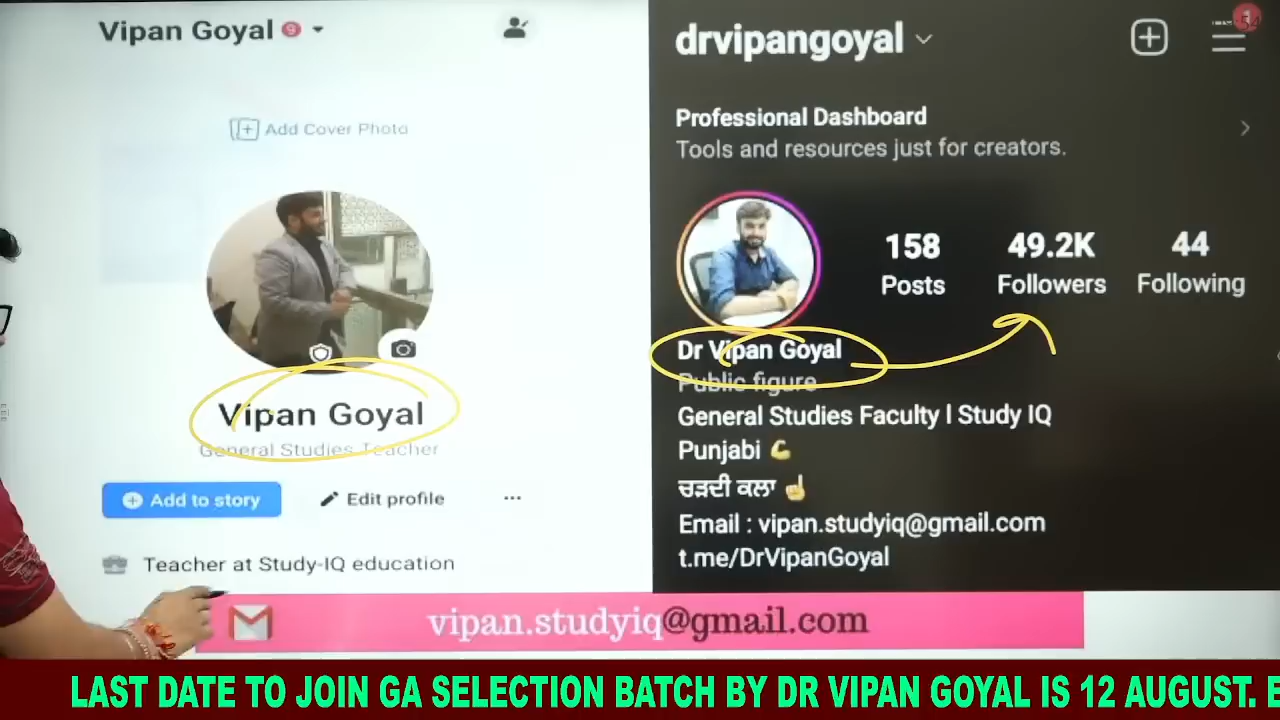 Vipan Goyal 9
Add Cover Photo
Vipan Goyal
General Studies Teacher
Add to story
Edit profile
Teacher at Study-IQ education
drvipangoyal
Professional Dashboard
Tools and resources just for creators.
158 49.2K 44
Posts Followers Following
Dr Vipan Goyal
Public figure
General Studies Faculty l Study IQ
Punjabi 💪
ਚੜਦੀ ਕਲਾ ☝
Email : vipan.studyiq@gmail.com
t.me/DrVipanGoyal
vipan.studyiq@gmail.com
LAST DATE TO JOIN GA SELECTION BATCH BY DR VIPAN GOYAL IS 12 AUGUST. E